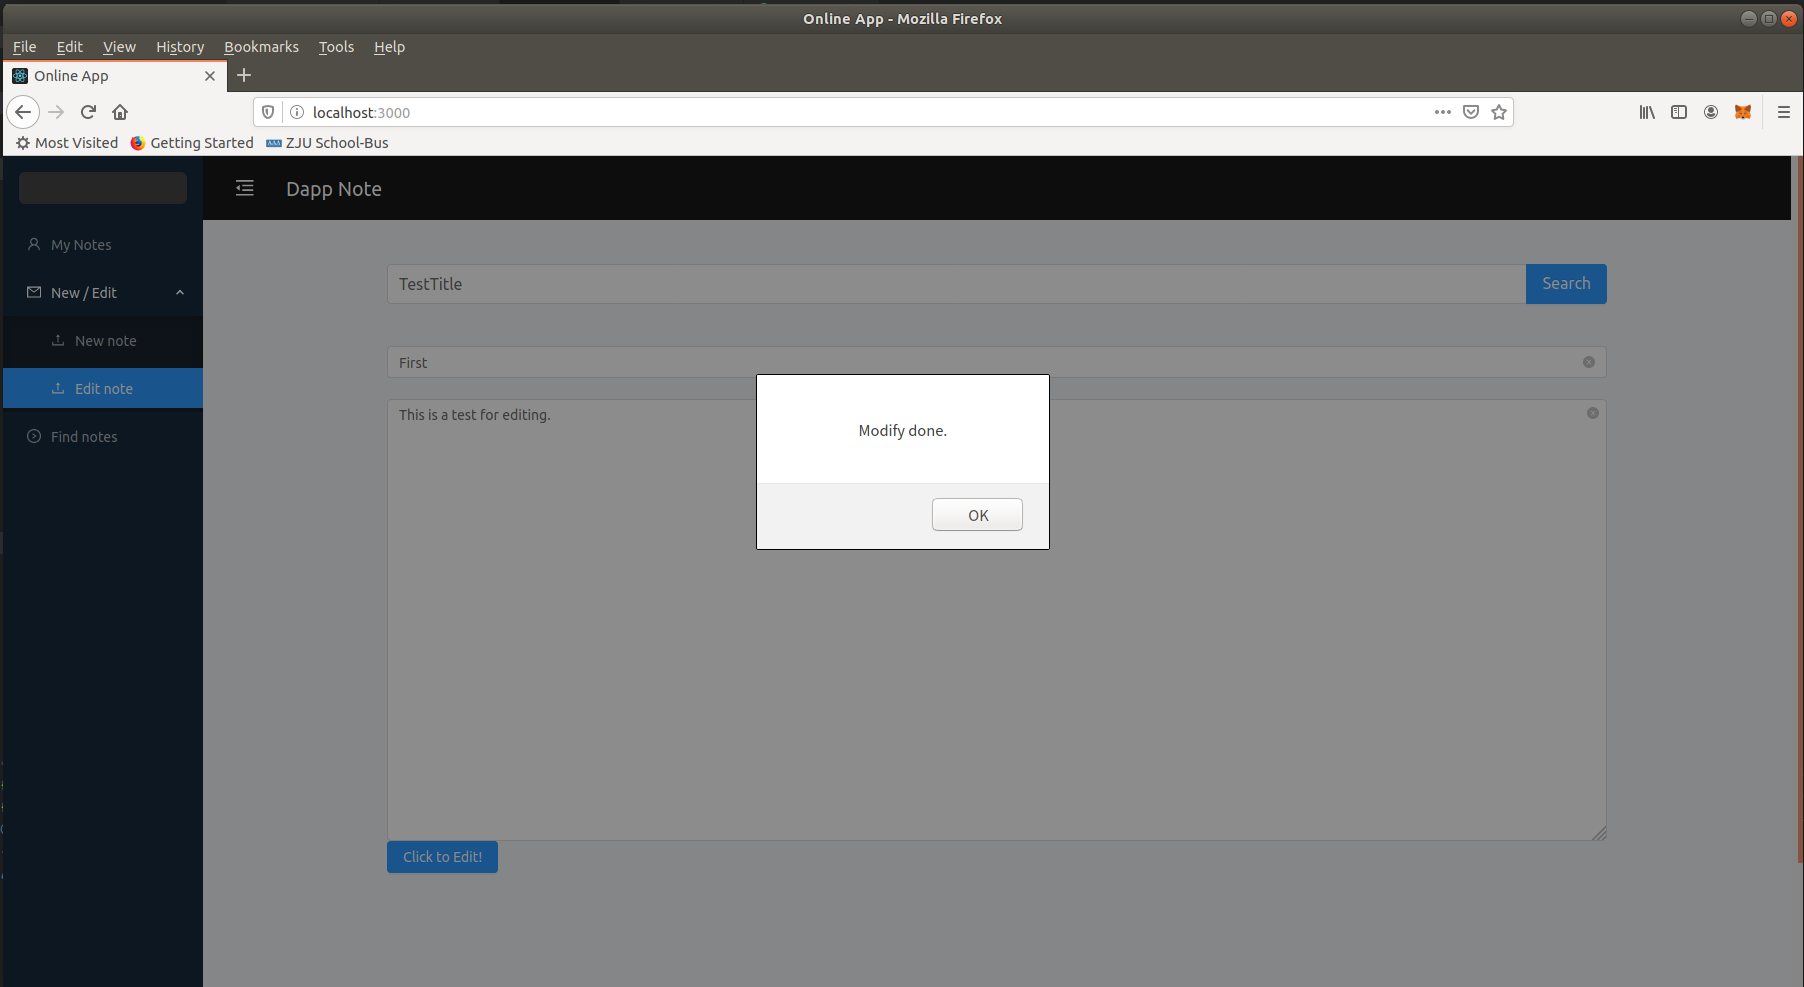 Online App - Mozilla Firefox
File Edit View History Bookmarks Tools Help
Online App
localhost:3000
Most Visited Getting Started ZJU School-Bus
Dapp Note
My Notes
New / Edit
New note
Edit note
Find notes
TestTitle Search
First
This is a test for editing.
Modify done.
OK
Click to Edit!